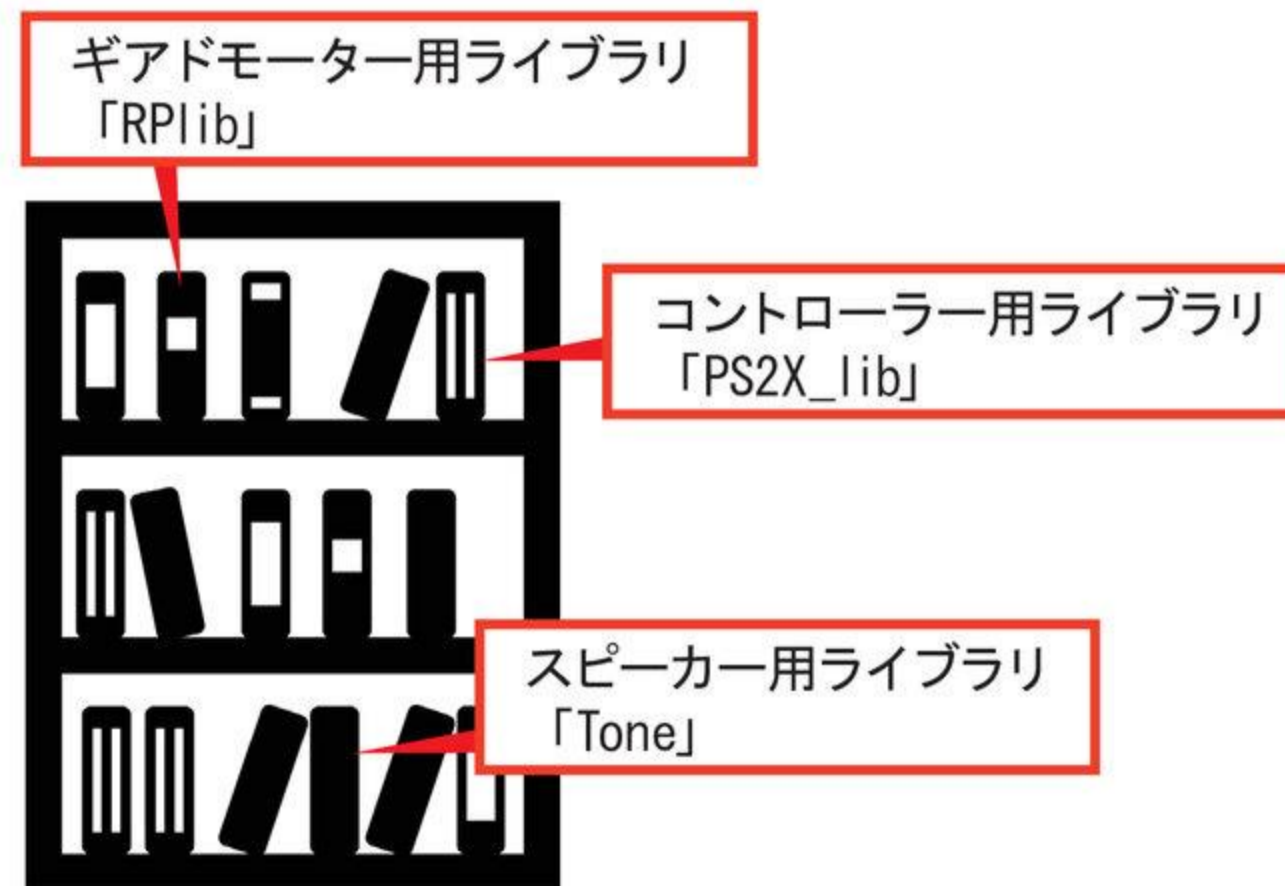 ギアドモーター用ライブラリ
「RPlib」
コントローラー用ライブラリ
「PS2X_lib」
スピーカー用ライブラリ
「Tone」